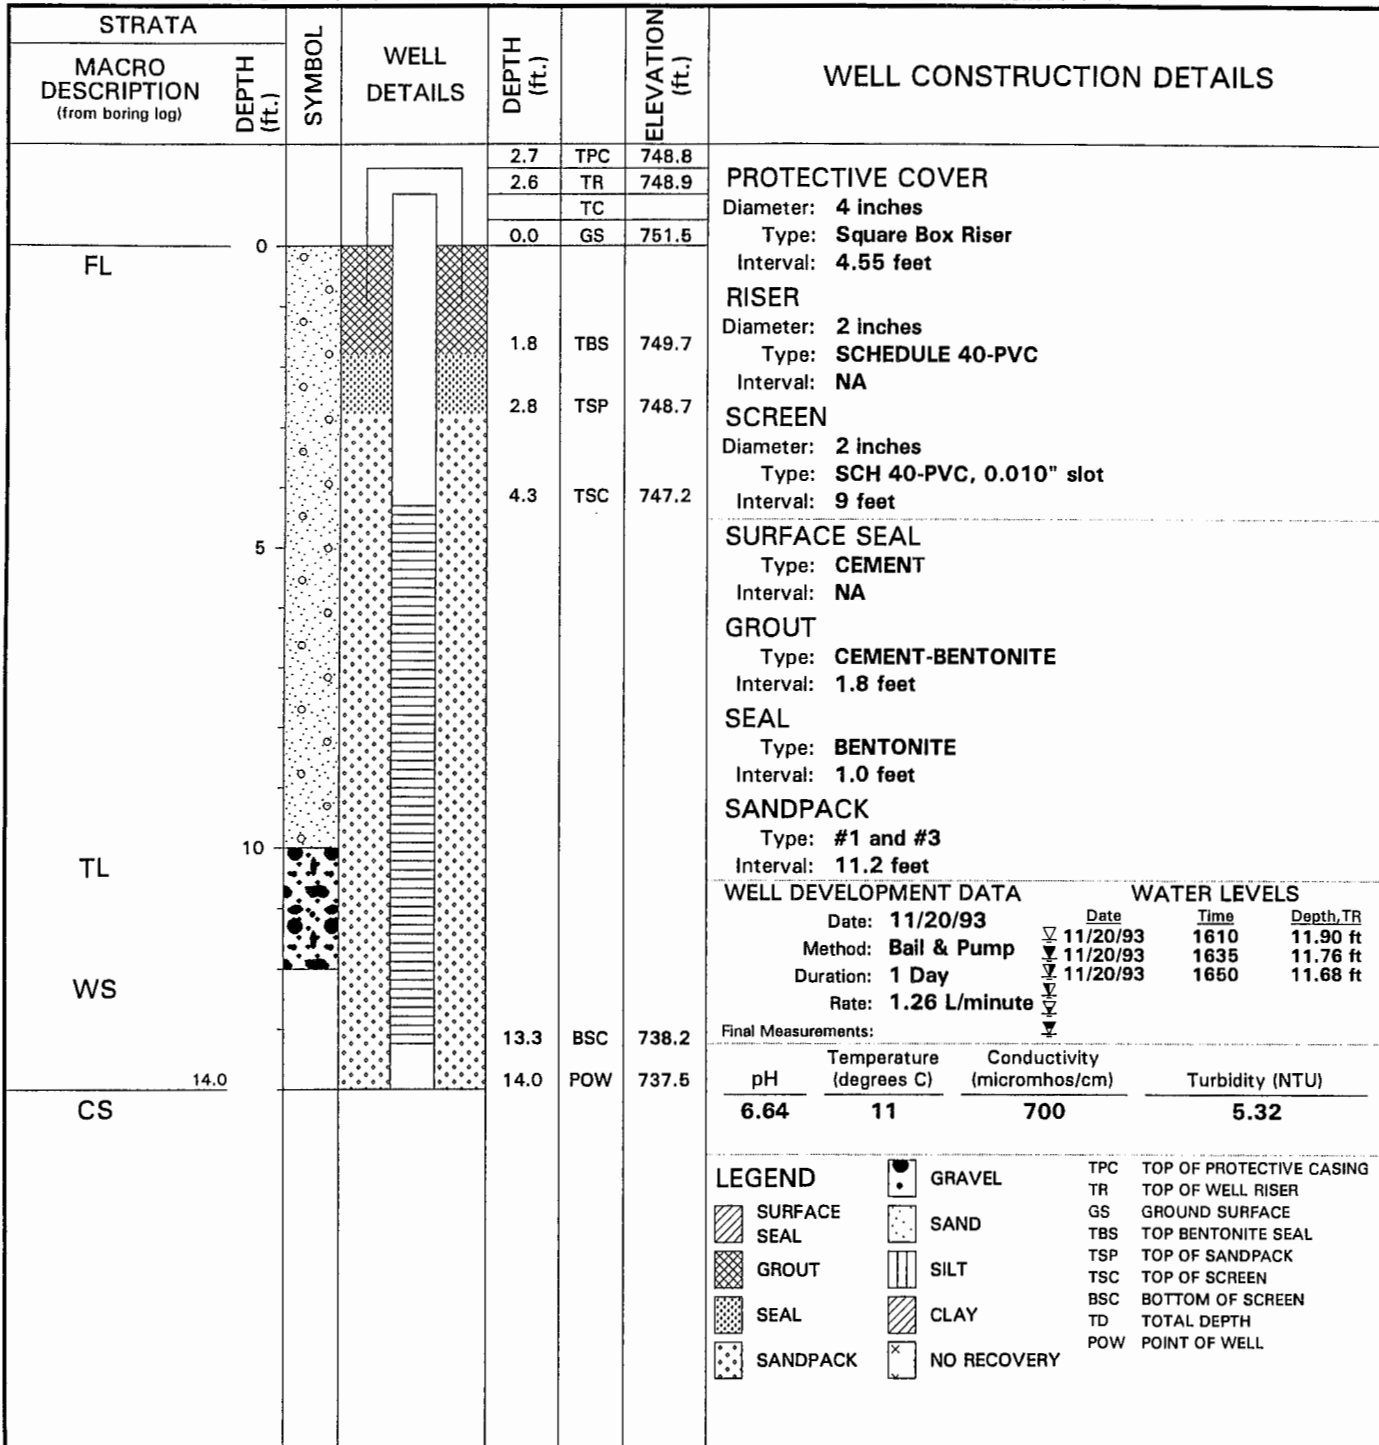 STRATA
MACRO
DESCRIPTION
(from boring log)
DEPTH
(ft.)
SYMBOL
WELL
DETAILS
DEPTH
(ft.)
ELEVATION
(ft.)
WELL CONSTRUCTION DETAILS
2.7 TPC 748.8
2.6 TR 748.9
TC
0.0 GS 751.5
1.8 TBS 749.7
2.8 TSP 748.7
4.3 TSC 747.2
13.3 BSC 738.2
14.0 POW 737.5
0
FL
5
10
TL
WS
14.0
CS
PROTECTIVE COVER
Diameter: 4 inches
Type: Square Box Riser
Interval: 4.55 feet
RISER
Diameter: 2 inches
Type: SCHEDULE 40-PVC
Interval: NA
SCREEN
Diameter: 2 inches
Type: SCH 40-PVC, 0.010" slot
Interval: 9 feet
SURFACE SEAL
Type: CEMENT
Interval: NA
GROUT
Type: CEMENT-BENTONITE
Interval: 1.8 feet
SEAL
Type: BENTONITE
Interval: 1.0 feet
SANDPACK
Type: #1 and #3
Interval: 11.2 feet
WELL DEVELOPMENT DATA
Date: 11/20/93
Method: Bail & Pump
Duration: 1 Day
Rate: 1.26 L/minute
Final Measurements:
WATER LEVELS
Date Time Depth,TR
11/20/93 1610 11.90 ft
11/20/93 1635 11.76 ft
11/20/93 1650 11.68 ft
pH Temperature (degrees C) Conductivity (micromhos/cm) Turbidity (NTU)
6.64 11 700 5.32
LEGEND
SURFACE
SEAL
GROUT
SEAL
SANDPACK
GRAVEL
SAND
SILT
CLAY
NO RECOVERY
TPC TOP OF PROTECTIVE CASING
TR TOP OF WELL RISER
GS GROUND SURFACE
TBS TOP BENTONITE SEAL
TSP TOP OF SANDPACK
TSC TOP OF SCREEN
BSC BOTTOM OF SCREEN
TD TOTAL DEPTH
POW POINT OF WELL